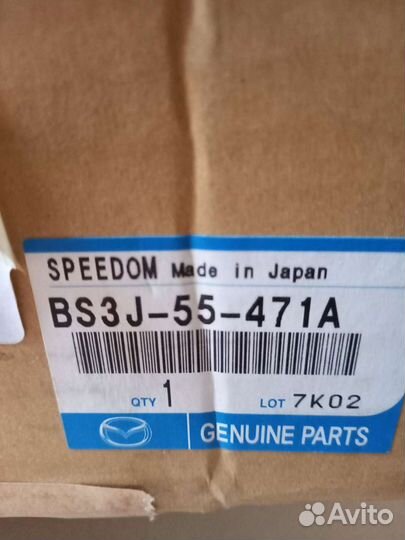 SPEEDOM Made in Japan
BS3J-55-471A
QTY 1 LOT 7K02
GENUINE PARTS
Avito